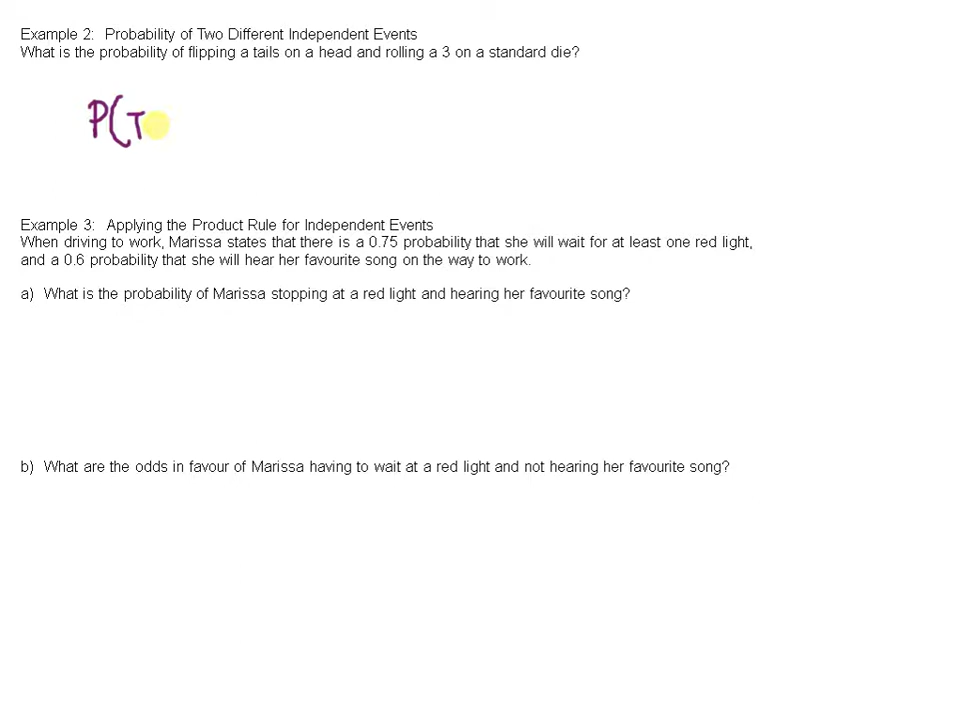 Example 2: Probability of Two Different Independent Events
What is the probability of flipping a tails on a head and rolling a 3 on a standard die?
P(T
Example 3: Applying the Product Rule for Independent Events
When driving to work, Marissa states that there is a 0.75 probability that she will wait for at least one red light,
and a 0.6 probability that she will hear her favourite song on the way to work.
a) What is the probability of Marissa stopping at a red light and hearing her favourite song?
b) What are the odds in favour of Marissa having to wait at a red light and not hearing her favourite song?